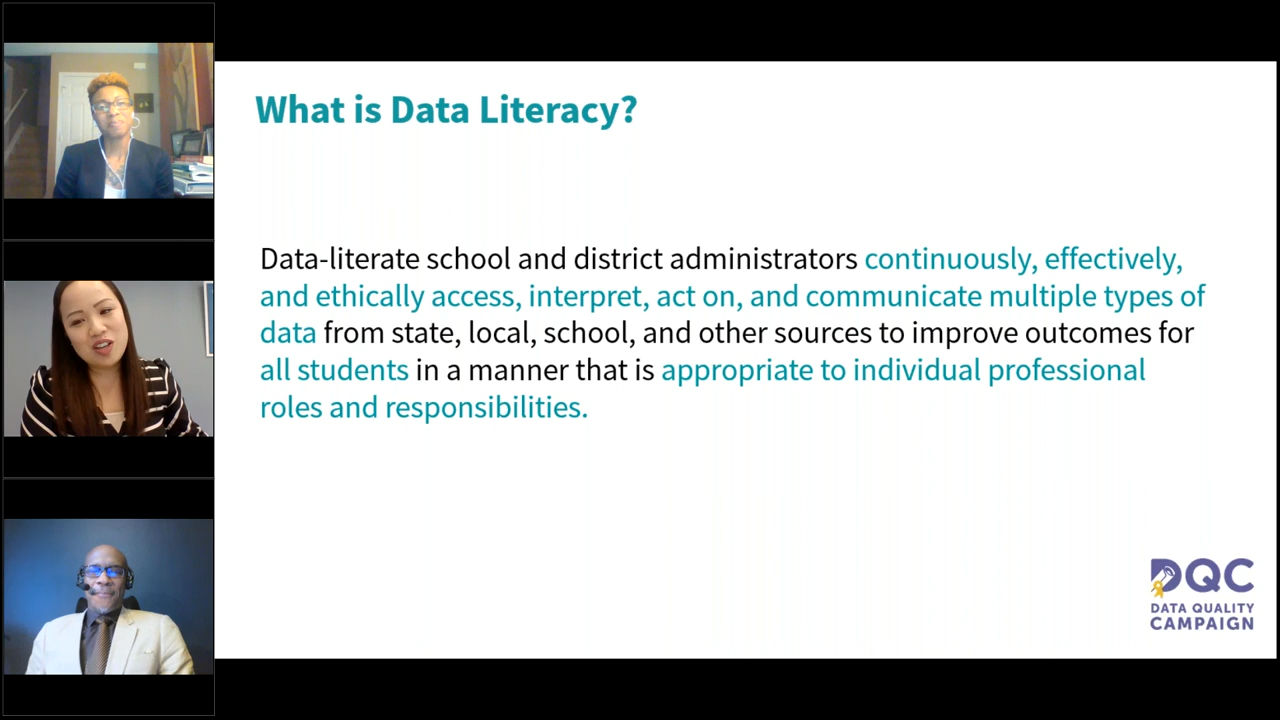 What is Data Literacy?
Data-literate school and district administrators continuously, effectively,
and ethically access, interpret, act on, and communicate multiple types of
data from state, local, school, and other sources to improve outcomes for
all students in a manner that is appropriate to individual professional
roles and responsibilities.
DQC
DATA QUALITY
CAMPAIGN